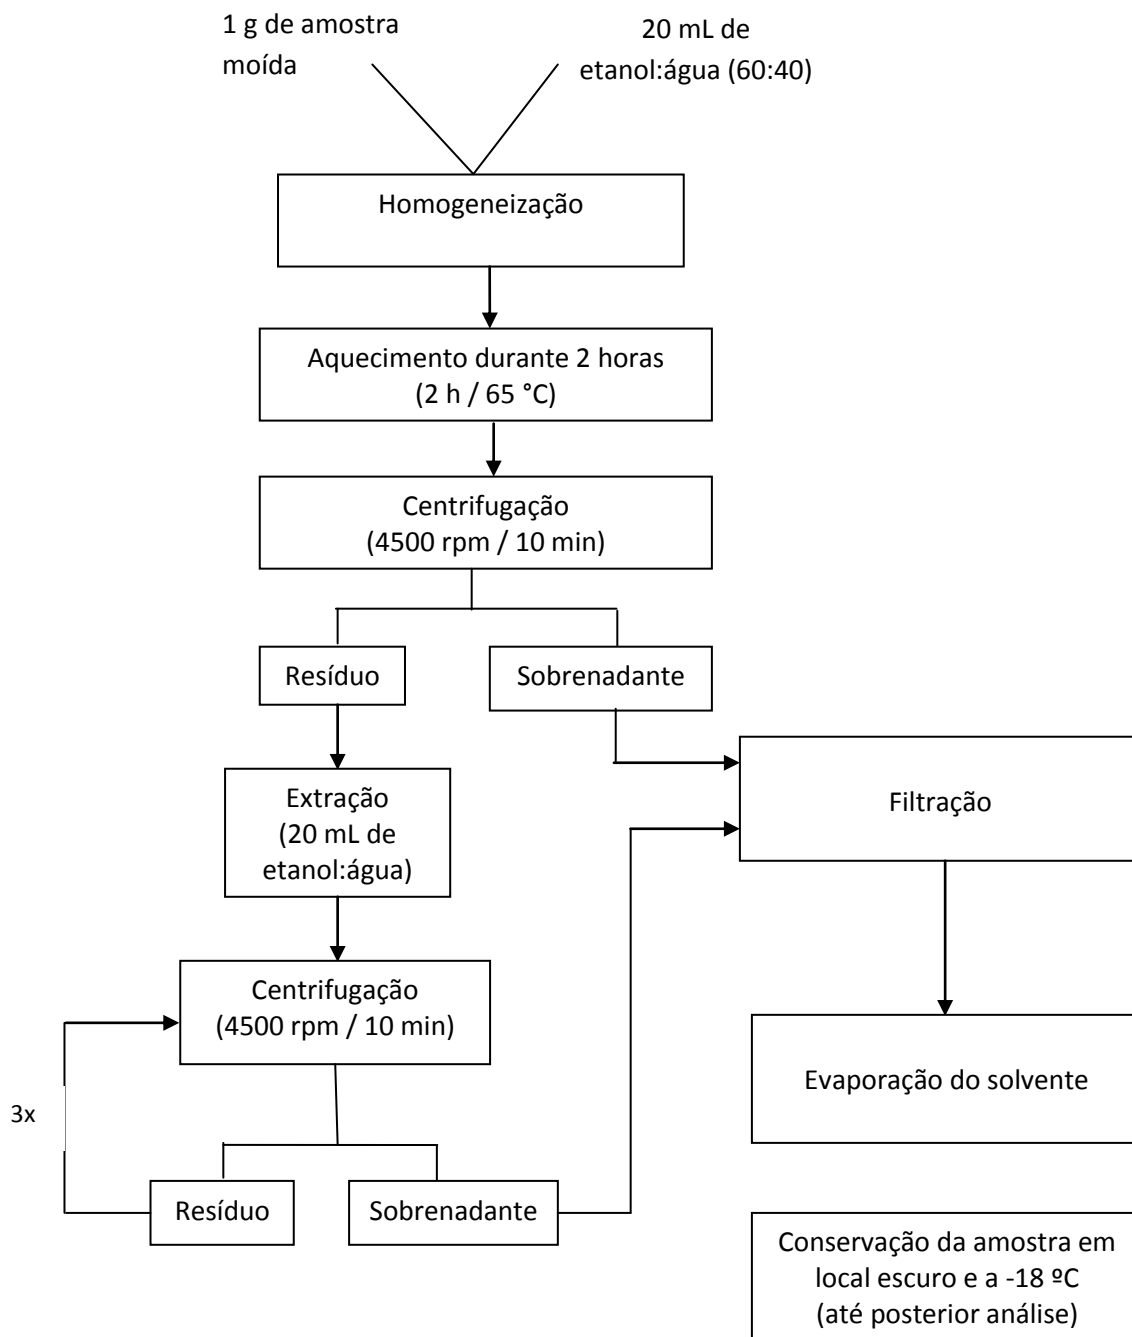 1 g de amostra
moída
20 mL de
etanol:água (60:40)
Homogeneização
Aquecimento durante 2 horas
(2 h / 65 °C)
Centrifugação
(4500 rpm / 10 min)
Resíduo
Sobrenadante
Extração
(20 mL de
etanol:água)
Filtração
Centrifugação
(4500 rpm / 10 min)
Evaporação do solvente
3x
Resíduo
Sobrenadante
Conservação da amostra em
local escuro e a -18 ºC
(até posterior análise)